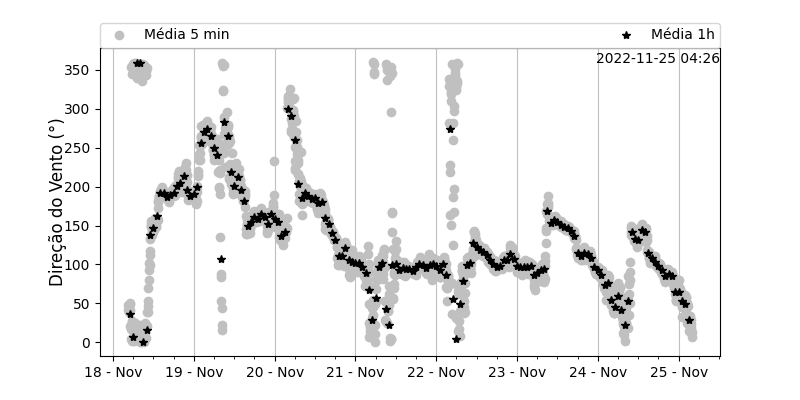 Média 5 min
Média 1h
2022-11-25 04:26
Direção do Vento (°)
350
300
250
200
150
100
50
0
18 - Nov
19 - Nov
20 - Nov
21 - Nov
22 - Nov
23 - Nov
24 - Nov
25 - Nov